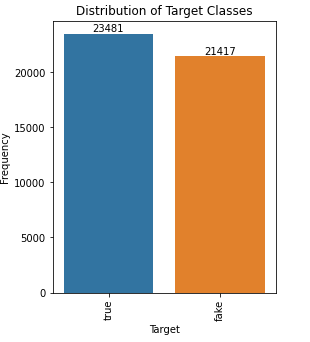 Distribution of Target Classes
23481
21417
20000
15000
10000
5000
0
Frequency
true
fake
Target